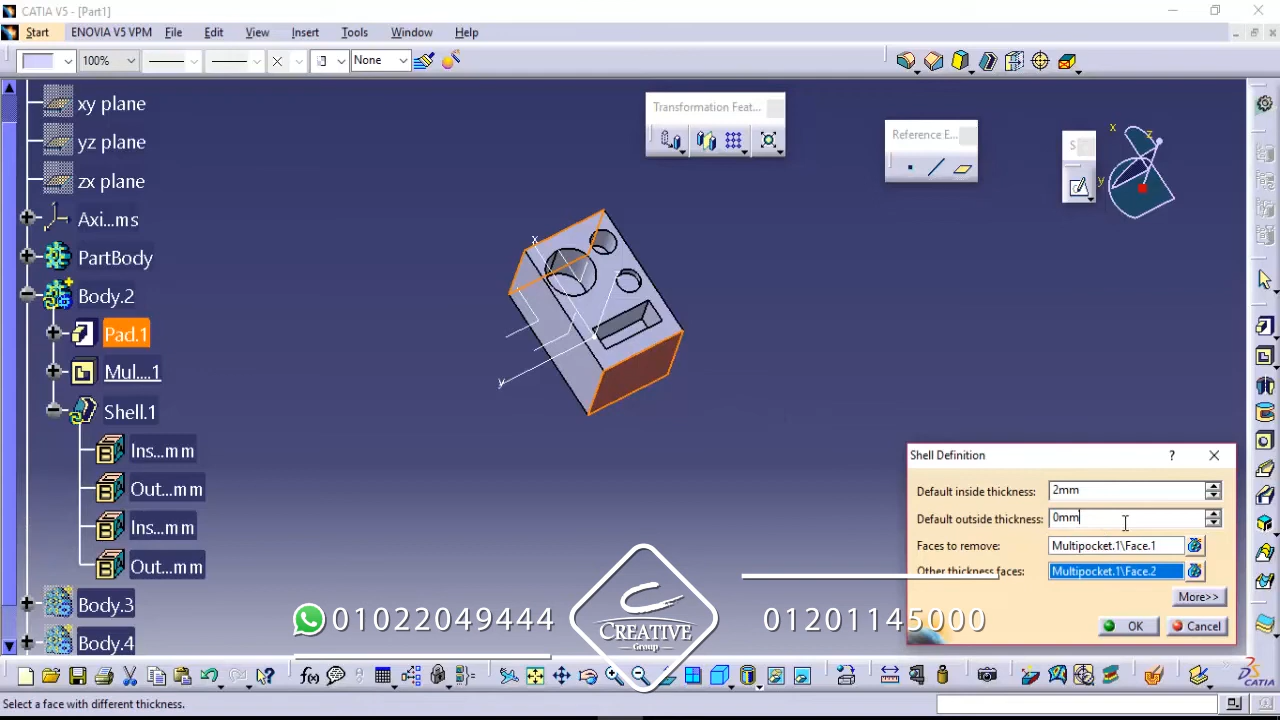 CATIA V5 - [Part1]
Start ENOVIA V5 VPM File Edit View Insert Tools Window Help
100% None
xy plane
yz plane
zx plane
Axi...ms
PartBody
Body.2
Pad.1
Mul....1
Shell.1
Ins...mm
Out...mm
Ins...mm
Out...mm
Body.3
Body.4
Transformation Feat...
Reference E...
S
x
z
y
x
y
Shell Definition ?
Default inside thickness: 2mm
Default outside thickness: 0mm
Faces to remove: Multipocket.1\Face.1
Other thickness faces: Multipocket.1\Face.2
More>>
OK Cancel
01022049444
CREATIVE
Group
01201145000
f(x)
CATIA
Select a face with different thickness.